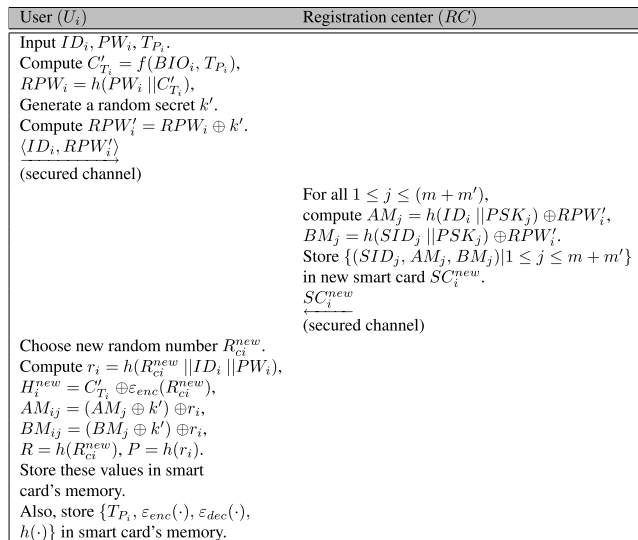 User (U_i) Registration center (RC)
Input ID_i, PW_i, T_{P_i}.
Compute C'_{T_i} = f(BIO_i, T_{P_i}),
RPW_i = h(PW_i ||C'_{T_i}),
Generate a random secret k'.
Compute RPW'_i = RPW_i ⊕ k'.
⟨ID_i, RPW'_i⟩
(secured channel)
For all 1 ≤ j ≤ (m + m'),
compute AM_j = h(ID_i ||PSK_j) ⊕RPW'_i,
BM_j = h(SID_j ||PSK_j) ⊕RPW'_i.
Store {(SID_j, AM_j, BM_j)|1 ≤ j ≤ m + m'}
in new smart card SC_i^{new}.
SC_i^{new}
(secured channel)
Choose new random number R_{ci}^{new}.
Compute r_i = h(R_{ci}^{new} ||ID_i ||PW_i),
H_i^{new} = C'_{T_i} ⊕ε_{enc}(R_{ci}^{new}),
AM_{ij} = (AM_j ⊕ k') ⊕r_i,
BM_{ij} = (BM_j ⊕ k') ⊕r_i,
R = h(R_{ci}^{new}), P = h(r_i).
Store these values in smart
card's memory.
Also, store {T_{P_i}, ε_{enc}(·), ε_{dec}(·),
h(·)} in smart card's memory.